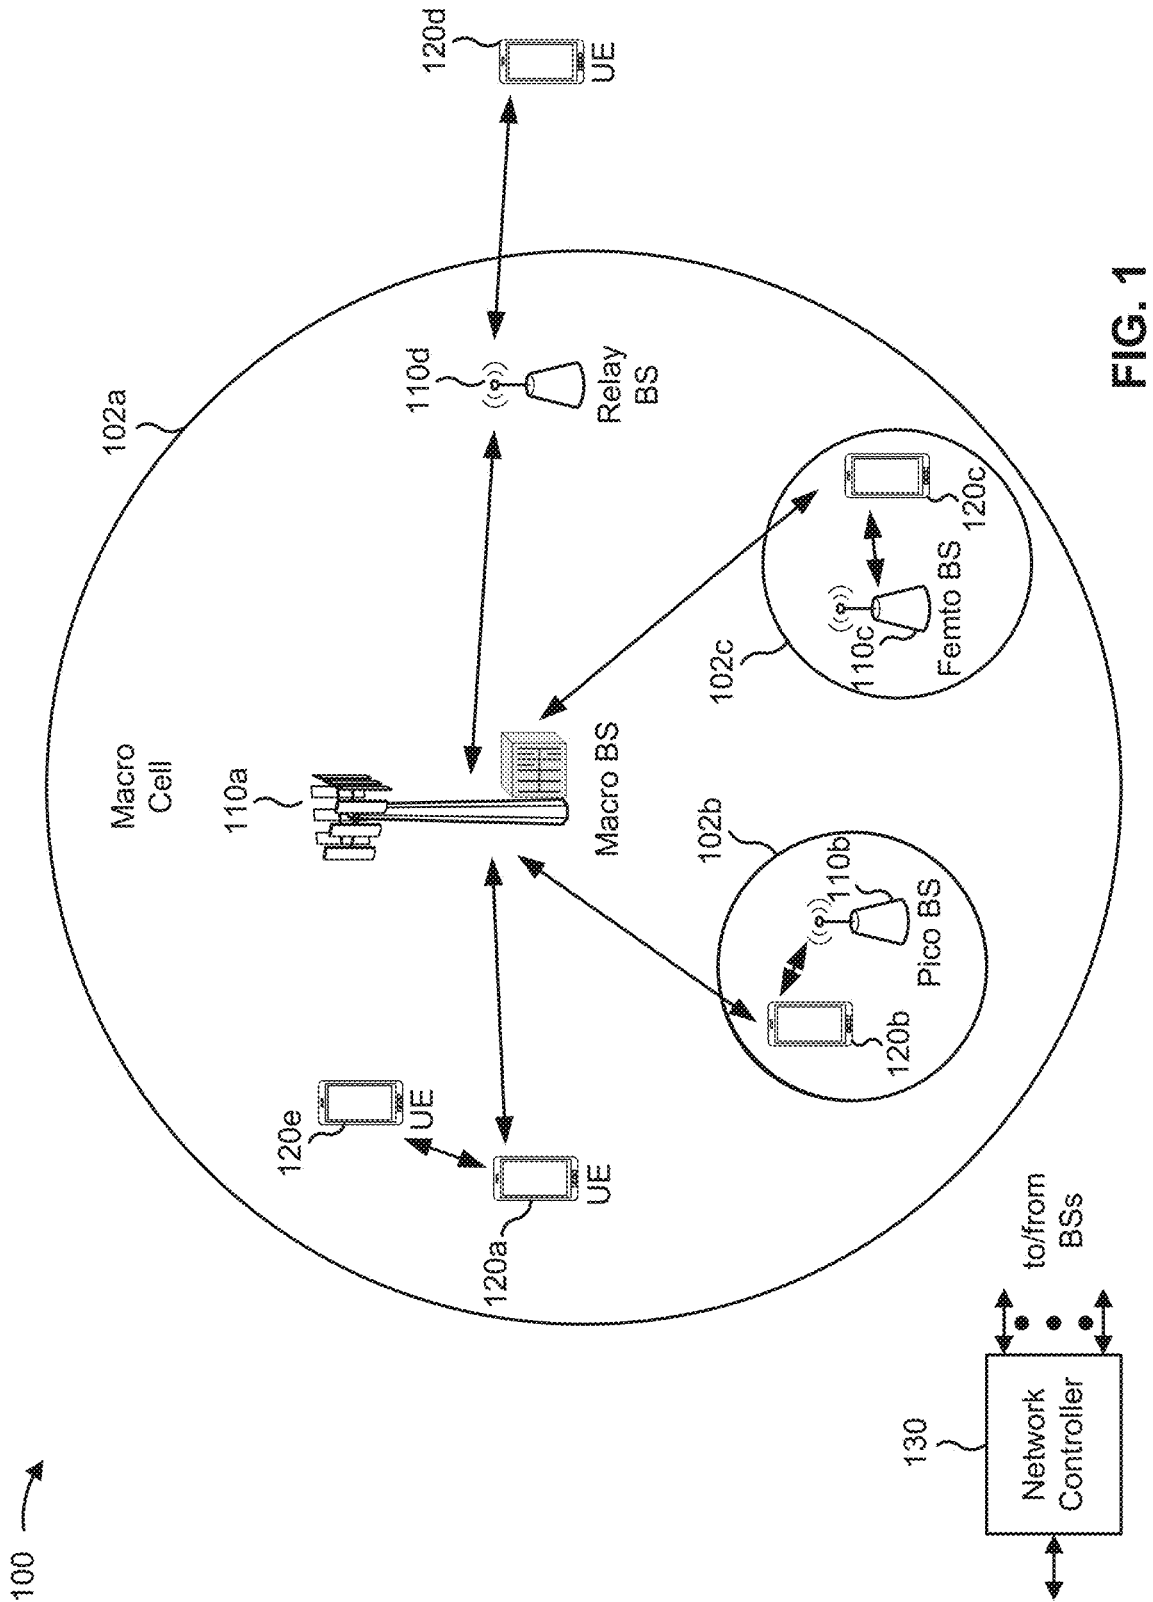 100
102a
Macro
Cell
110a
120d
UE
110d
Relay
BS
120e
UE
120a
UE
Macro BS
102b
110b
Pico BS
120b
102c
110c
Femto BS
120c
130
Network
Controller
to/from
BSs
FIG. 1